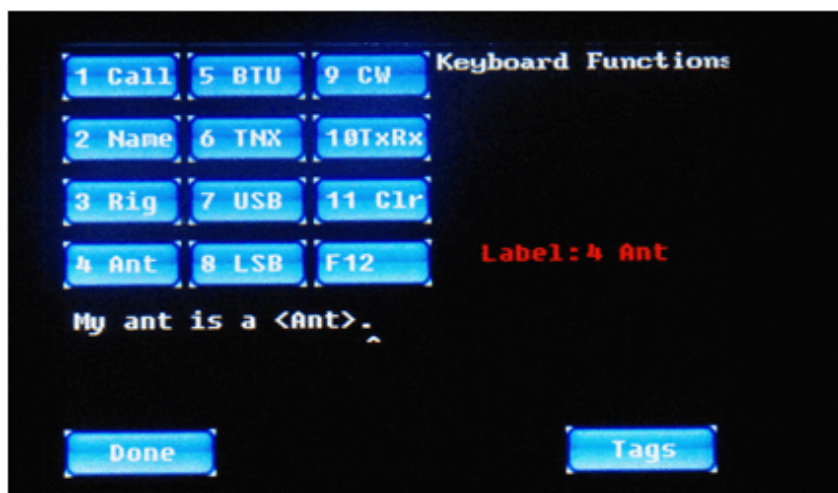 1 Call 5 BTU 9 CW Keyboard Functions
2 Name 6 TNX 10TxRx
3 Rig 7 USB 11 Clr
4 Ant 8 LSB F12 Label:4 Ant
My ant is a <Ant>.
^
Done Tags